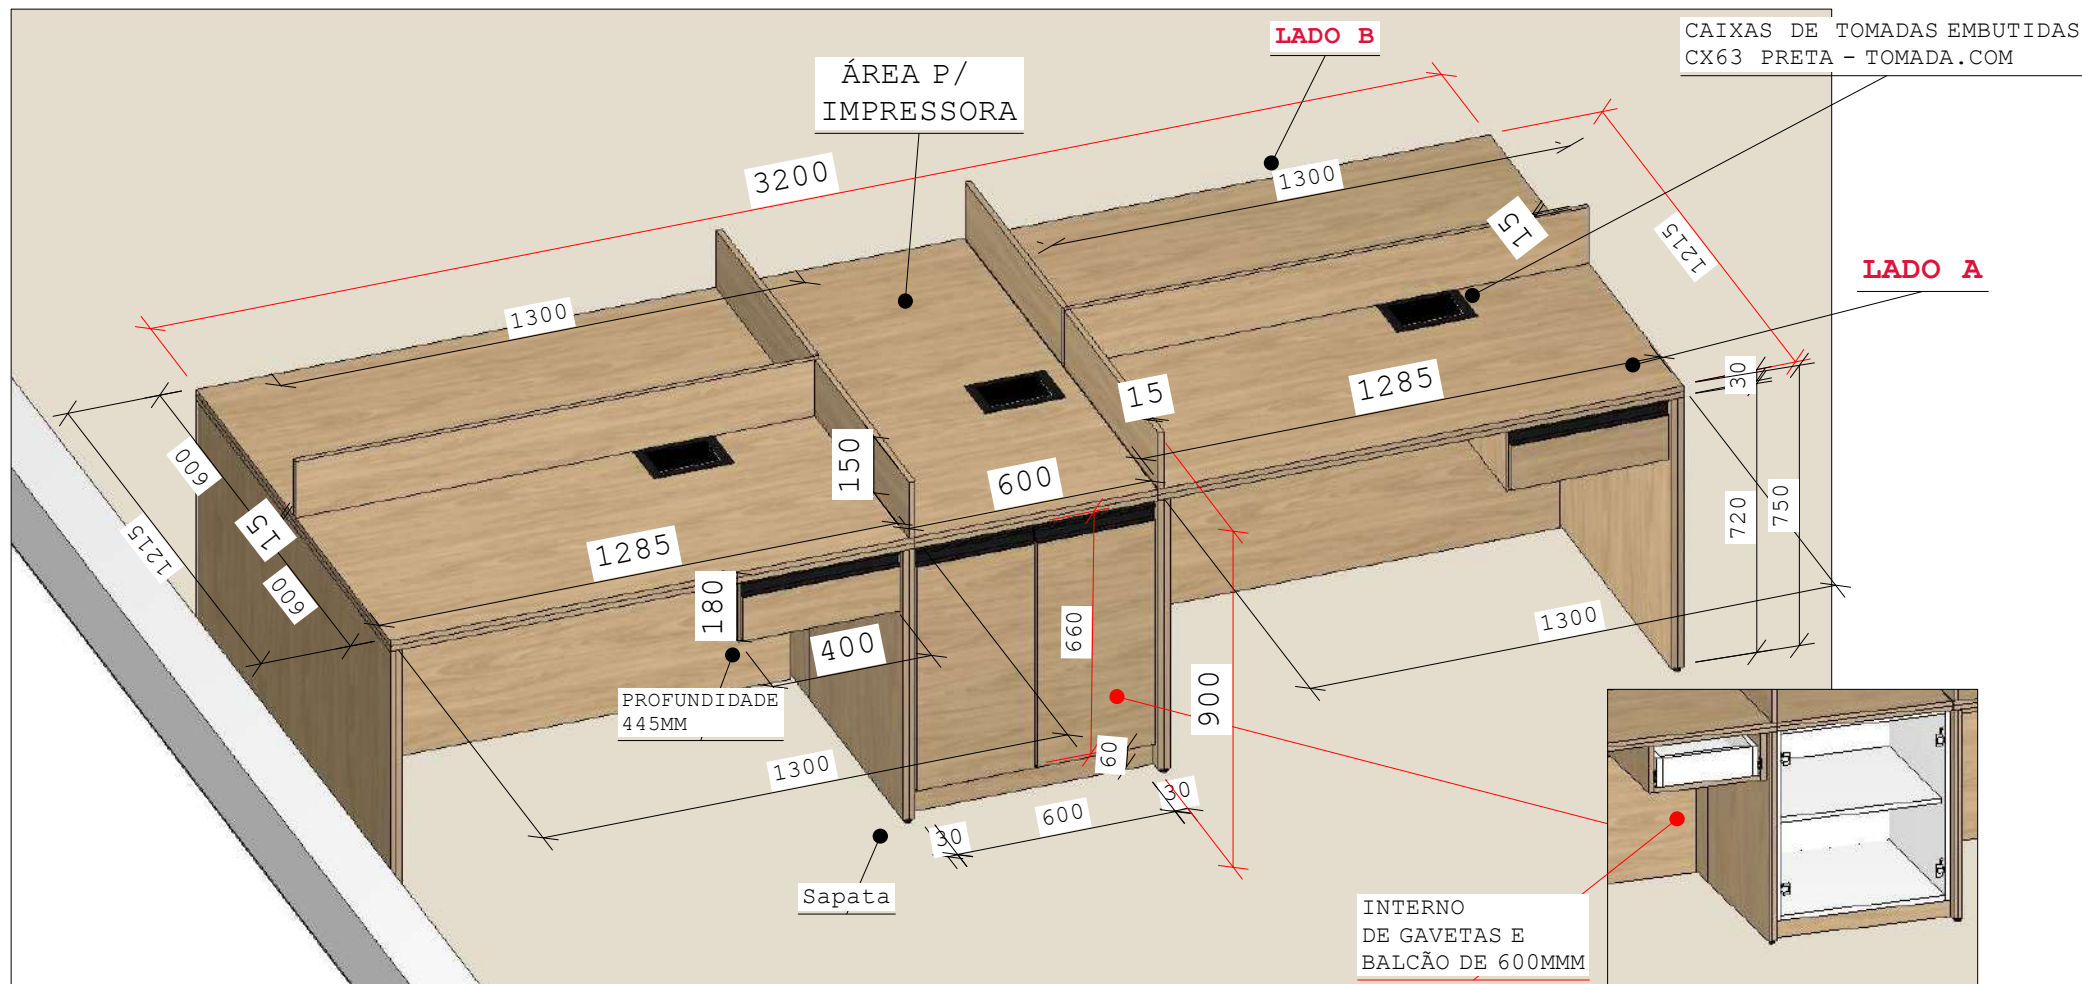 LADO B
CAIXAS DE TOMADAS EMBUTIDAS
CX63 PRETA - TOMADA.COM
ÁREA P/
IMPRESSORA
3200
1300
15
1215
LADO A
1300
15
1285
30
150
600
600
15
1215
600
1285
180
400
660
900
720
750
1300
PROFUNDIDADE
445MM
1300
60
30
600
30
Sapata
INTERNO
DE GAVETAS E
BALCÃO DE 600MMM